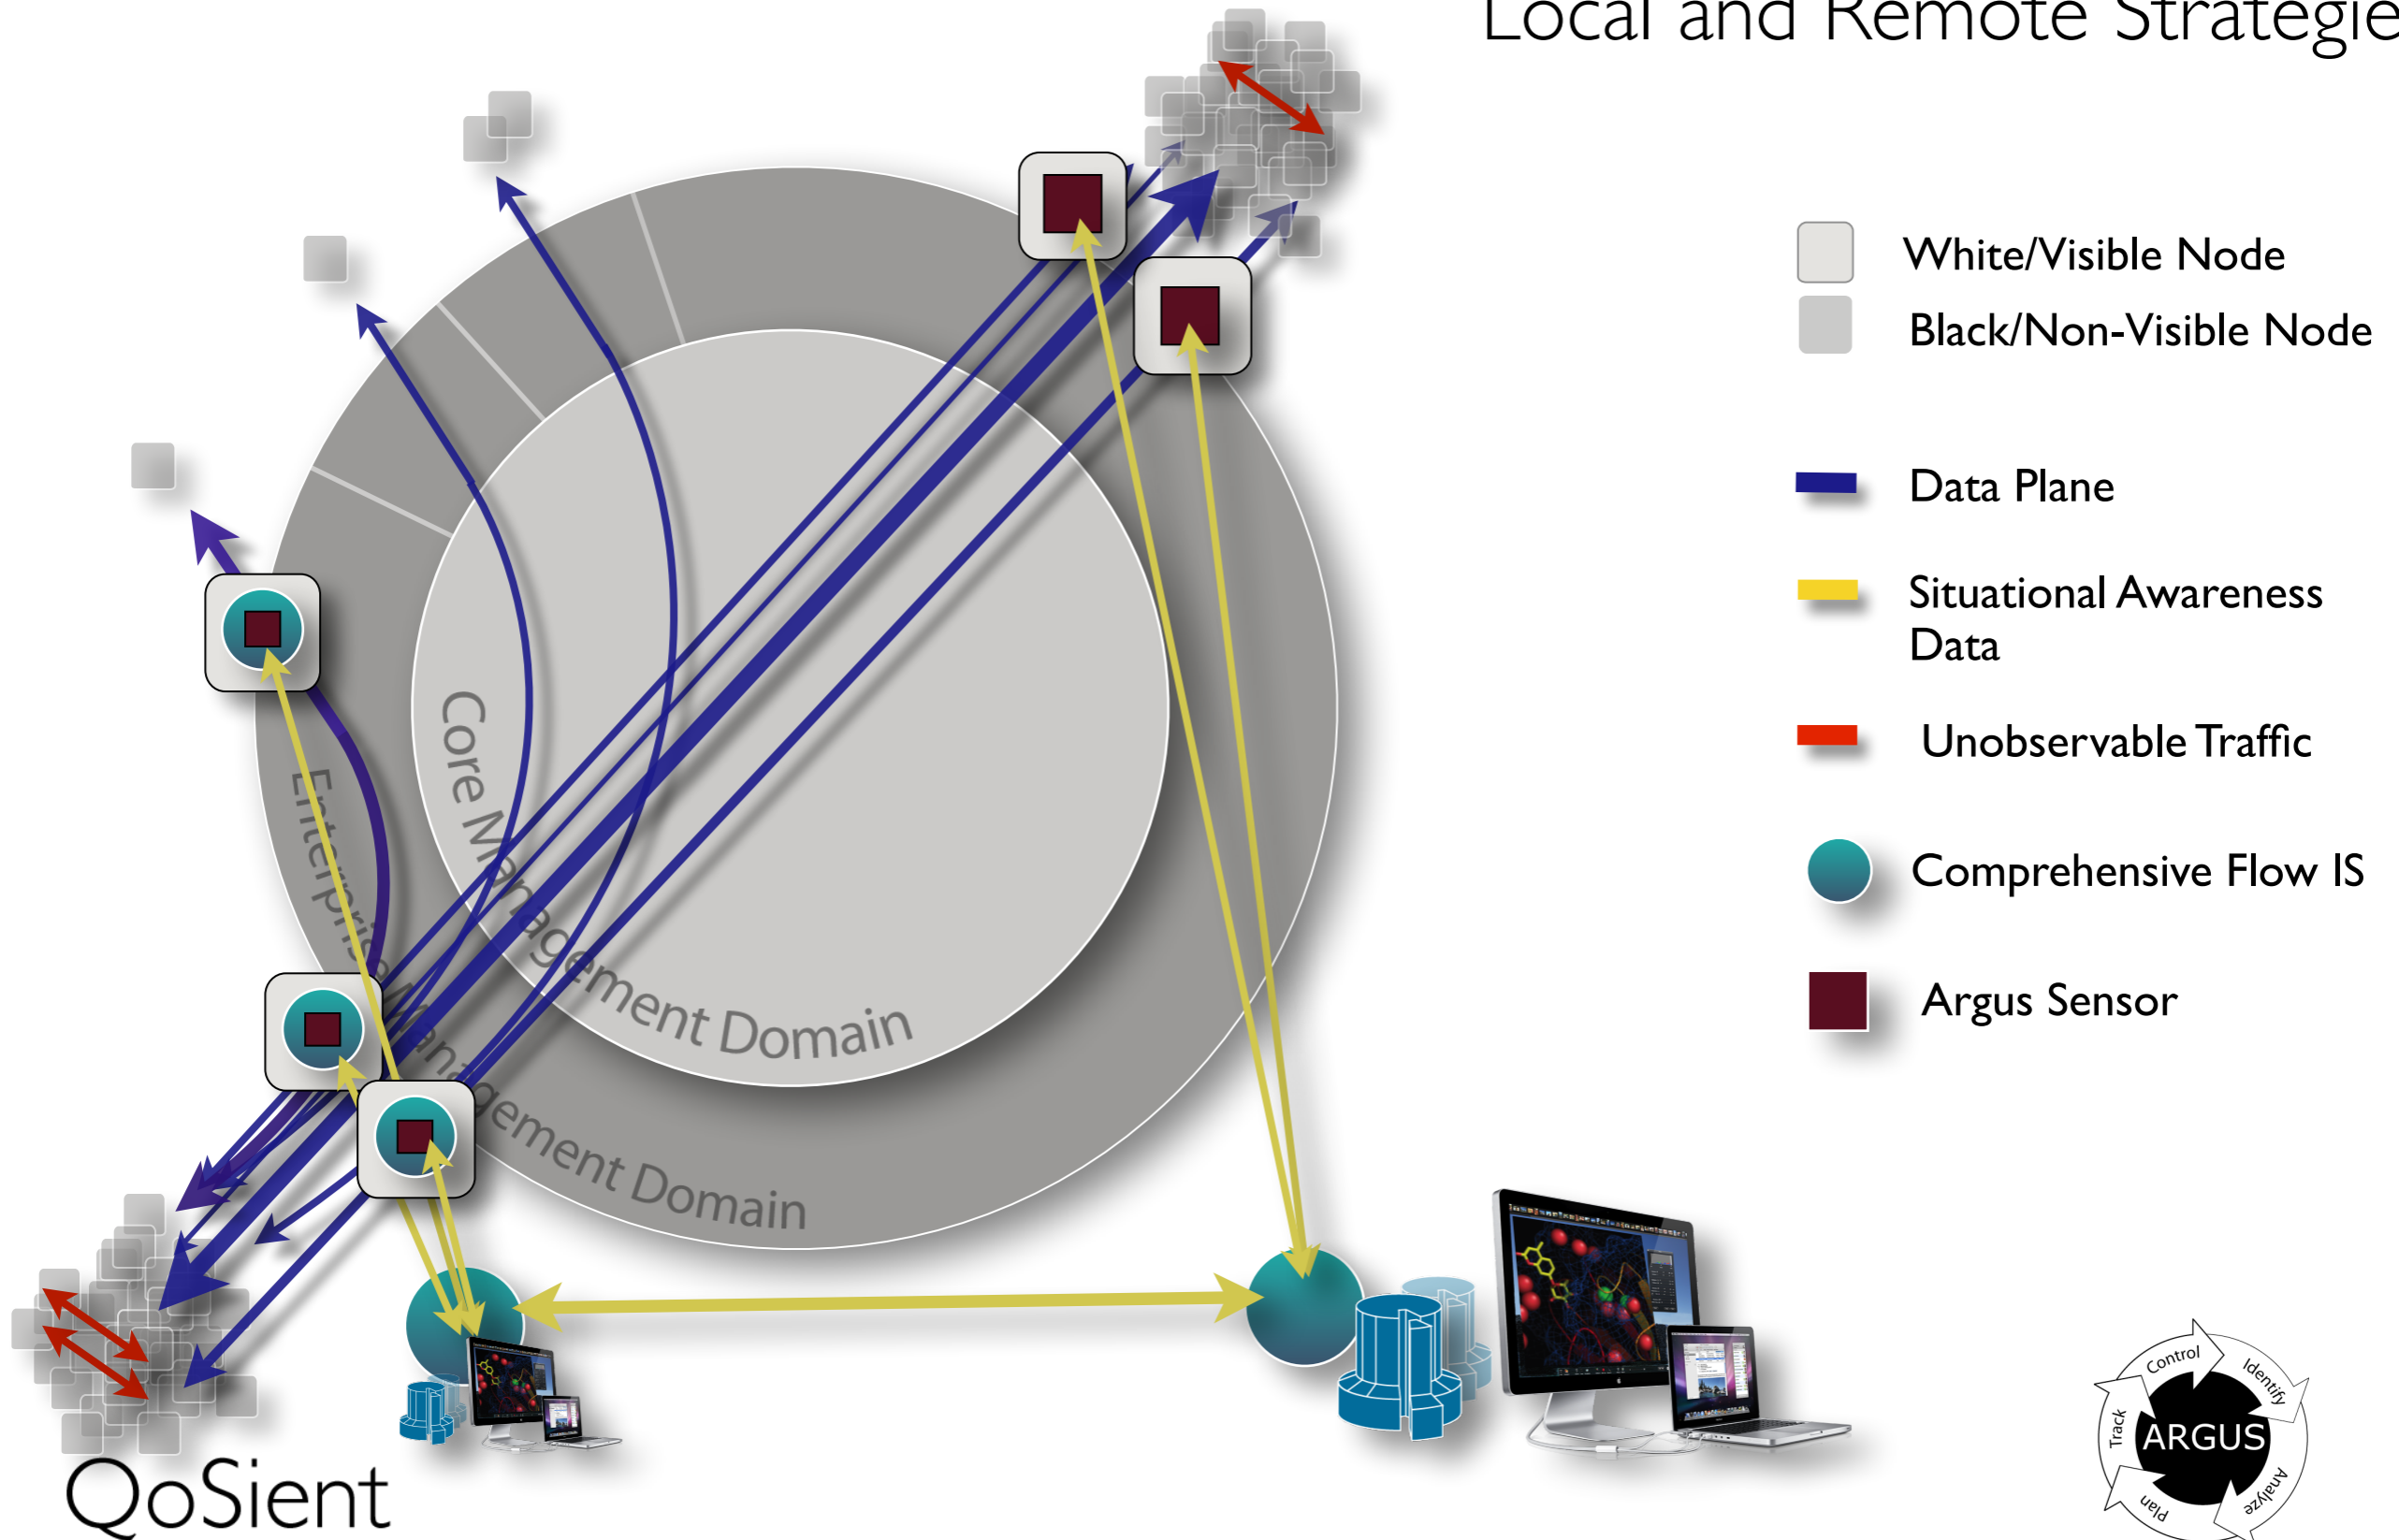 Local and Remote Strategie
White/Visible Node
Black/Non-Visible Node
Data Plane
Situational Awareness
Data
Unobservable Traffic
Comprehensive Flow IS
Argus Sensor
Core Management Domain
Enterprise Management Domain
QoSient
Control
Identify
Analyze
Plan
Track
ARGUS